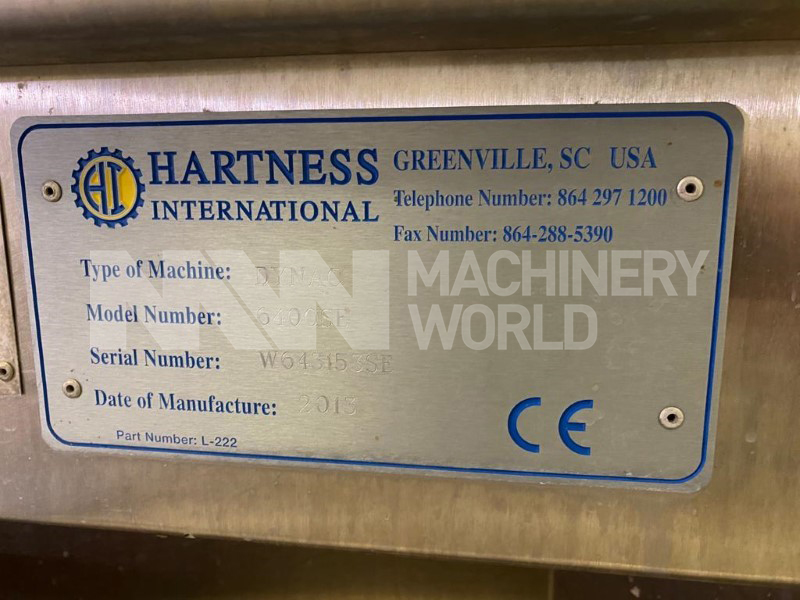 HI HARTNESS INTERNATIONAL
GREENVILLE, SC USA
Telephone Number: 864 297 1200
Fax Number: 864-288-5390
Type of Machine: DYNAC
Model Number:
Serial Number:
Date of Manufacture:
Part Number: L-222
CE
MACHINERY
WORLD